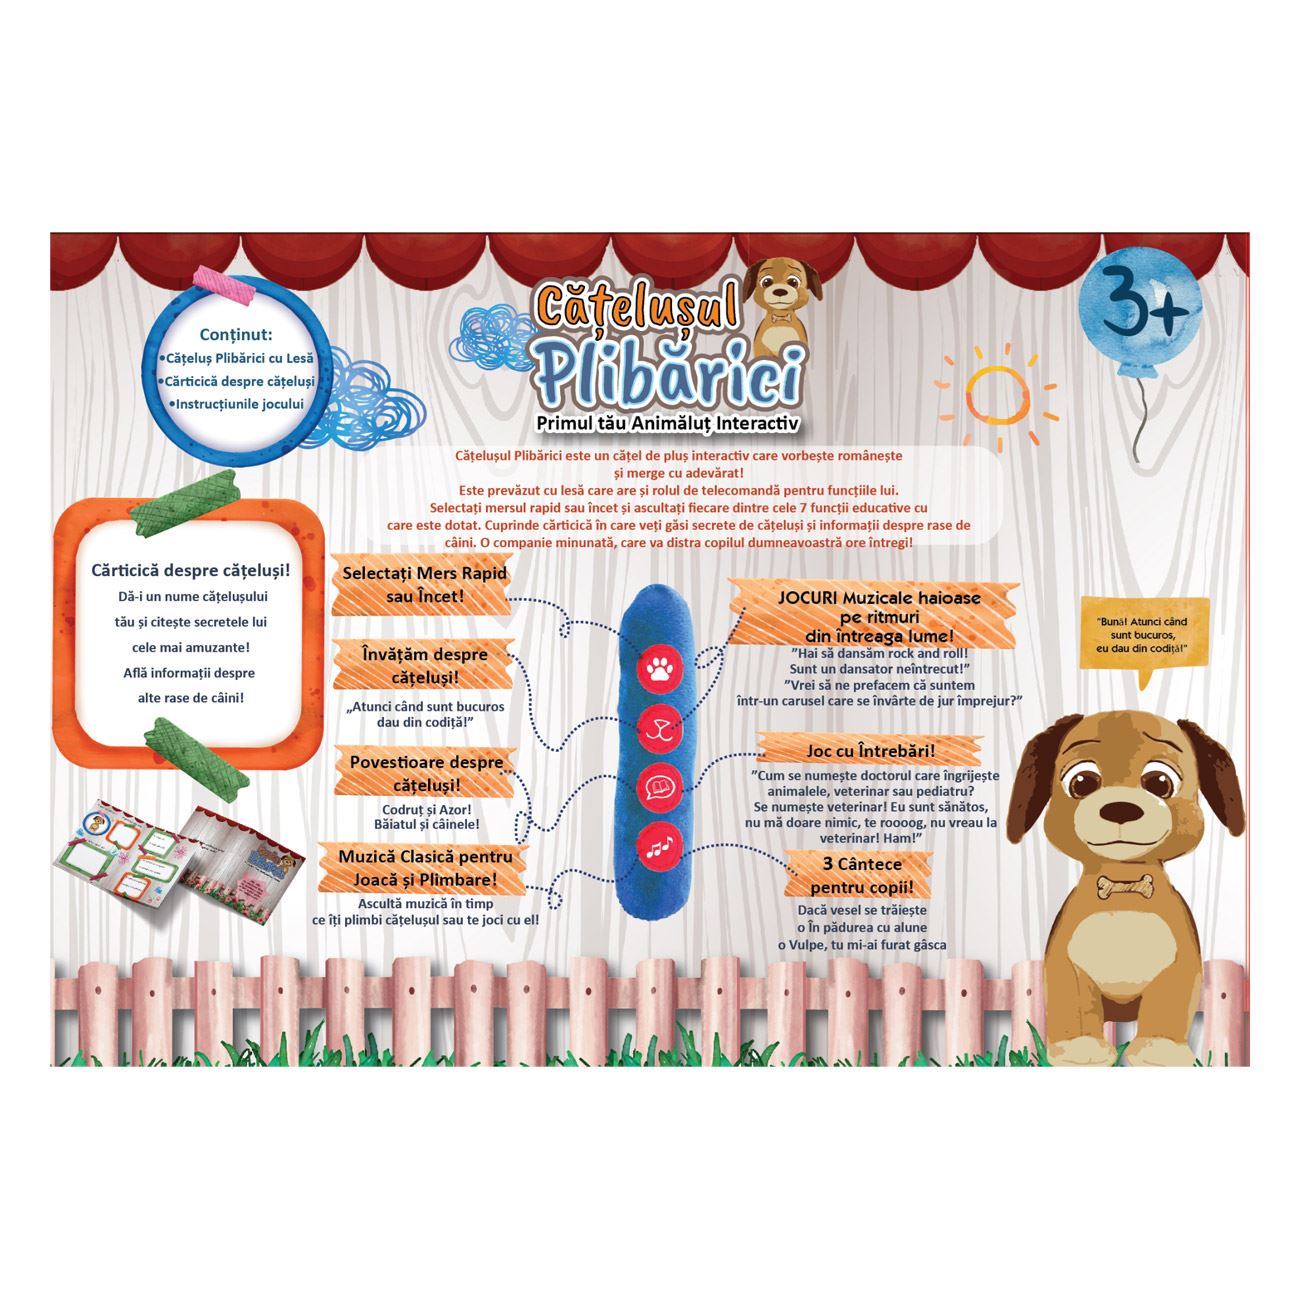 Cățelușul
Plibărici
Primul tău Animăluț Interactiv
3+
Conținut:
•Cățeluș Plibărici cu Lesă
•Cărticică despre cățeluși
•Instrucțiunile jocului
Cățelușul Plibărici este un cățel de pluș interactiv care vorbește românește
și merge cu adevărat!
Este prevăzut cu lesă care are și rolul de telecomandă pentru funcțiile lui.
Selectați mersul rapid sau încet și ascultați fiecare dintre cele 7 funcții educative cu
care este dotat. Cuprinde cărticică în care veți găsi secrete de cățeluși și informații despre rase de
câini. O companie minunată, care va distra copilul dumneavoastră ore întregi!
Cărticică despre cățeluși!
Dă-i un nume cățelușului
tău și citește secretele lui
cele mai amuzante!
Află informații despre
alte rase de câini!
Selectați Mers Rapid
sau Încet!
Învățăm despre
cățeluși!
„Atunci când sunt bucuros
dau din codiță!”
Povestioare despre
cățeluși!
Codruț și Azor!
Băiatul și câinele!
Muzică Clasică pentru
Joacă și Plimbare!
Ascultă muzică în timp
ce îți plimbi cățelușul sau te joci cu el!
JOCURI Muzicale haioase
pe ritmuri
din întreaga lume!
”Hai să dansăm rock and roll!
Sunt un dansator neîntrecut!”
”Vrei să ne prefacem că suntem
într-un carusel care se învârte de jur împrejur?”
Joc cu Întrebări!
”Cum se numește doctorul care îngrijește
animalele, veterinar sau pediatru?
Se numește veterinar! Eu sunt sănătos,
nu mă doare nimic, te roooog, nu vreau la
veterinar! Ham!”
3 Cântece
pentru copii!
Dacă vesel se trăiește
o În pădurea cu alune
o Vulpe, tu mi-ai furat gâsca
”Bună! Atunci când
sunt bucuros,
eu dau din codiță!”